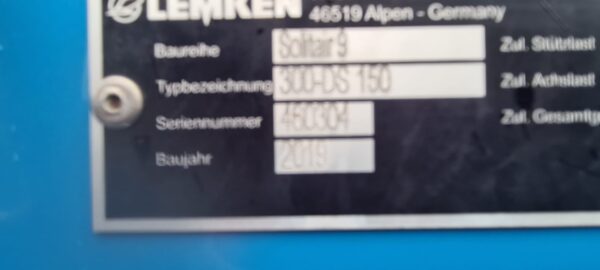 LEMKEN
46519 Alpen - Germany
Baureihe Solitair 9 Zul. Stützlast
Typbezeichnung 300-DS 150 Zul. Achslast
Seriennummer 460304 Zul. Gesamtg
Baujahr 2019